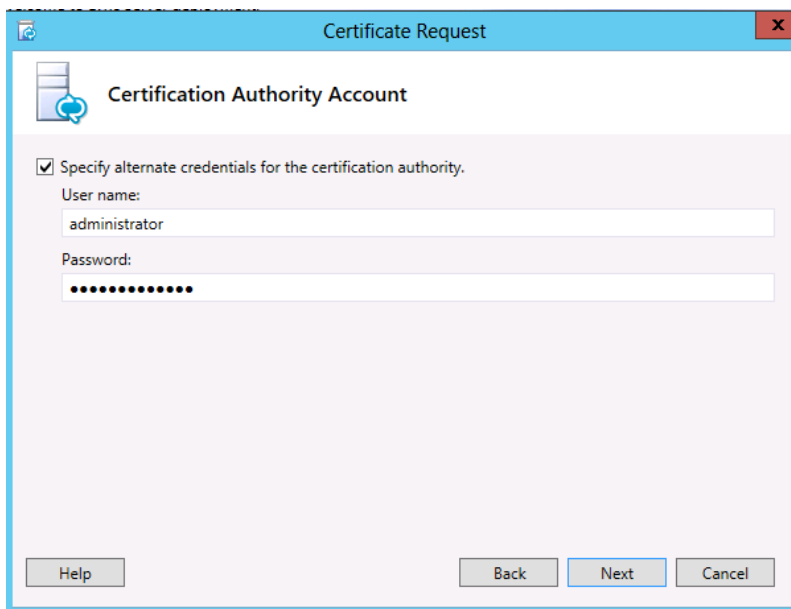 Certificate Request
x
Certification Authority Account
Specify alternate credentials for the certification authority.
User name:
administrator
Password:
•••••••••••••
Help
Back
Next
Cancel